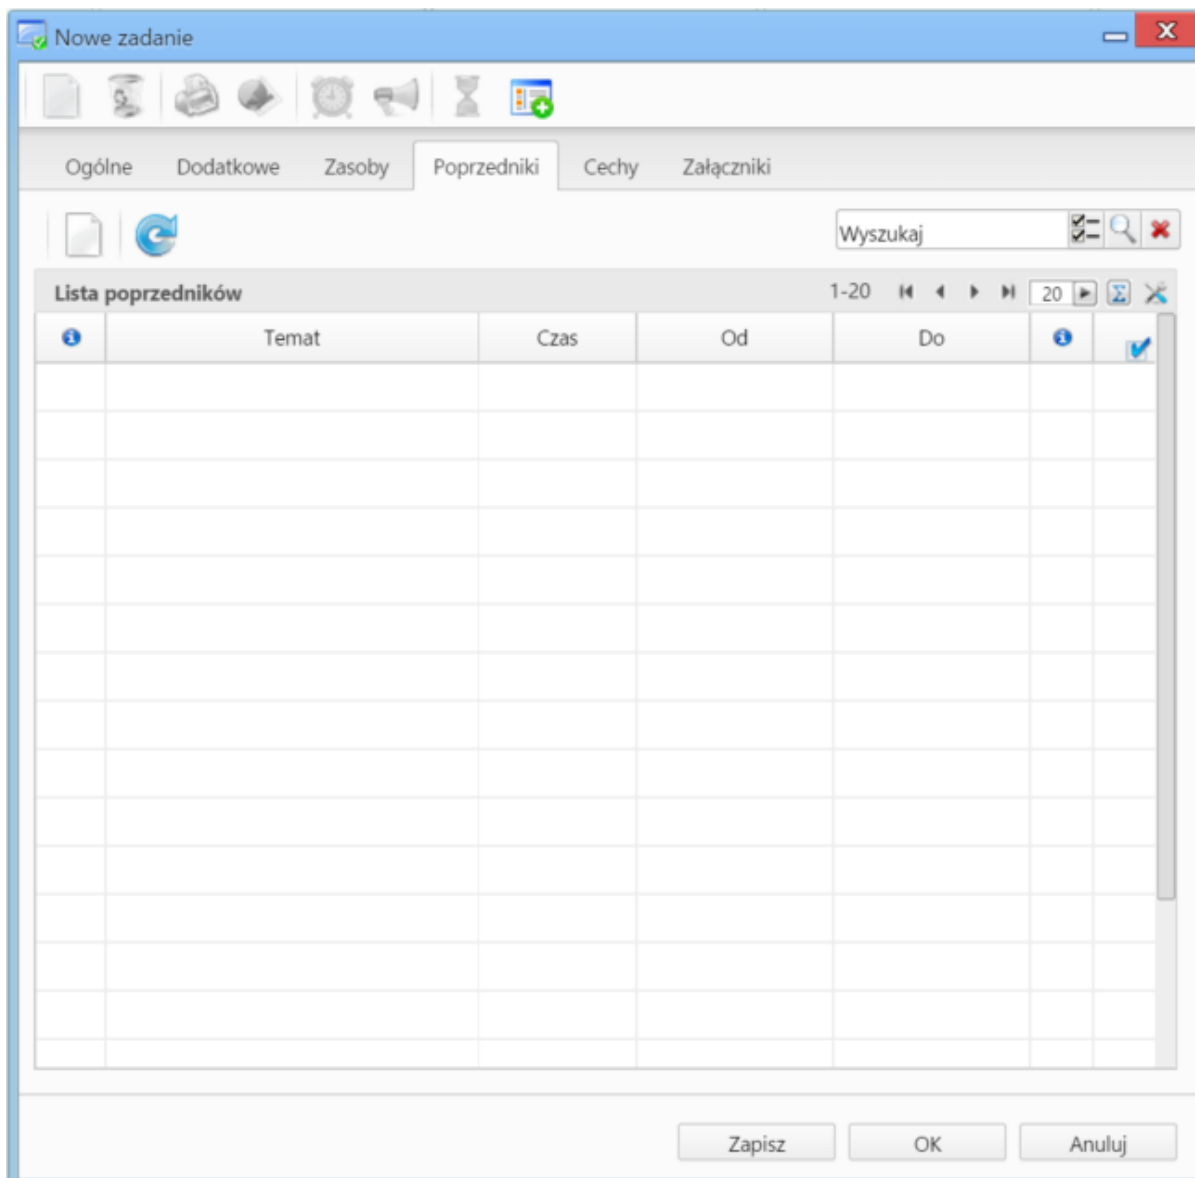 Nowe zadanie
Ogólne Dodatkowe Zasoby Poprzedniki Cechy Załączniki
Wyszukaj
Lista poprzedników 1-20 20
Temat Czas Od Do
Zapisz OK Anuluj